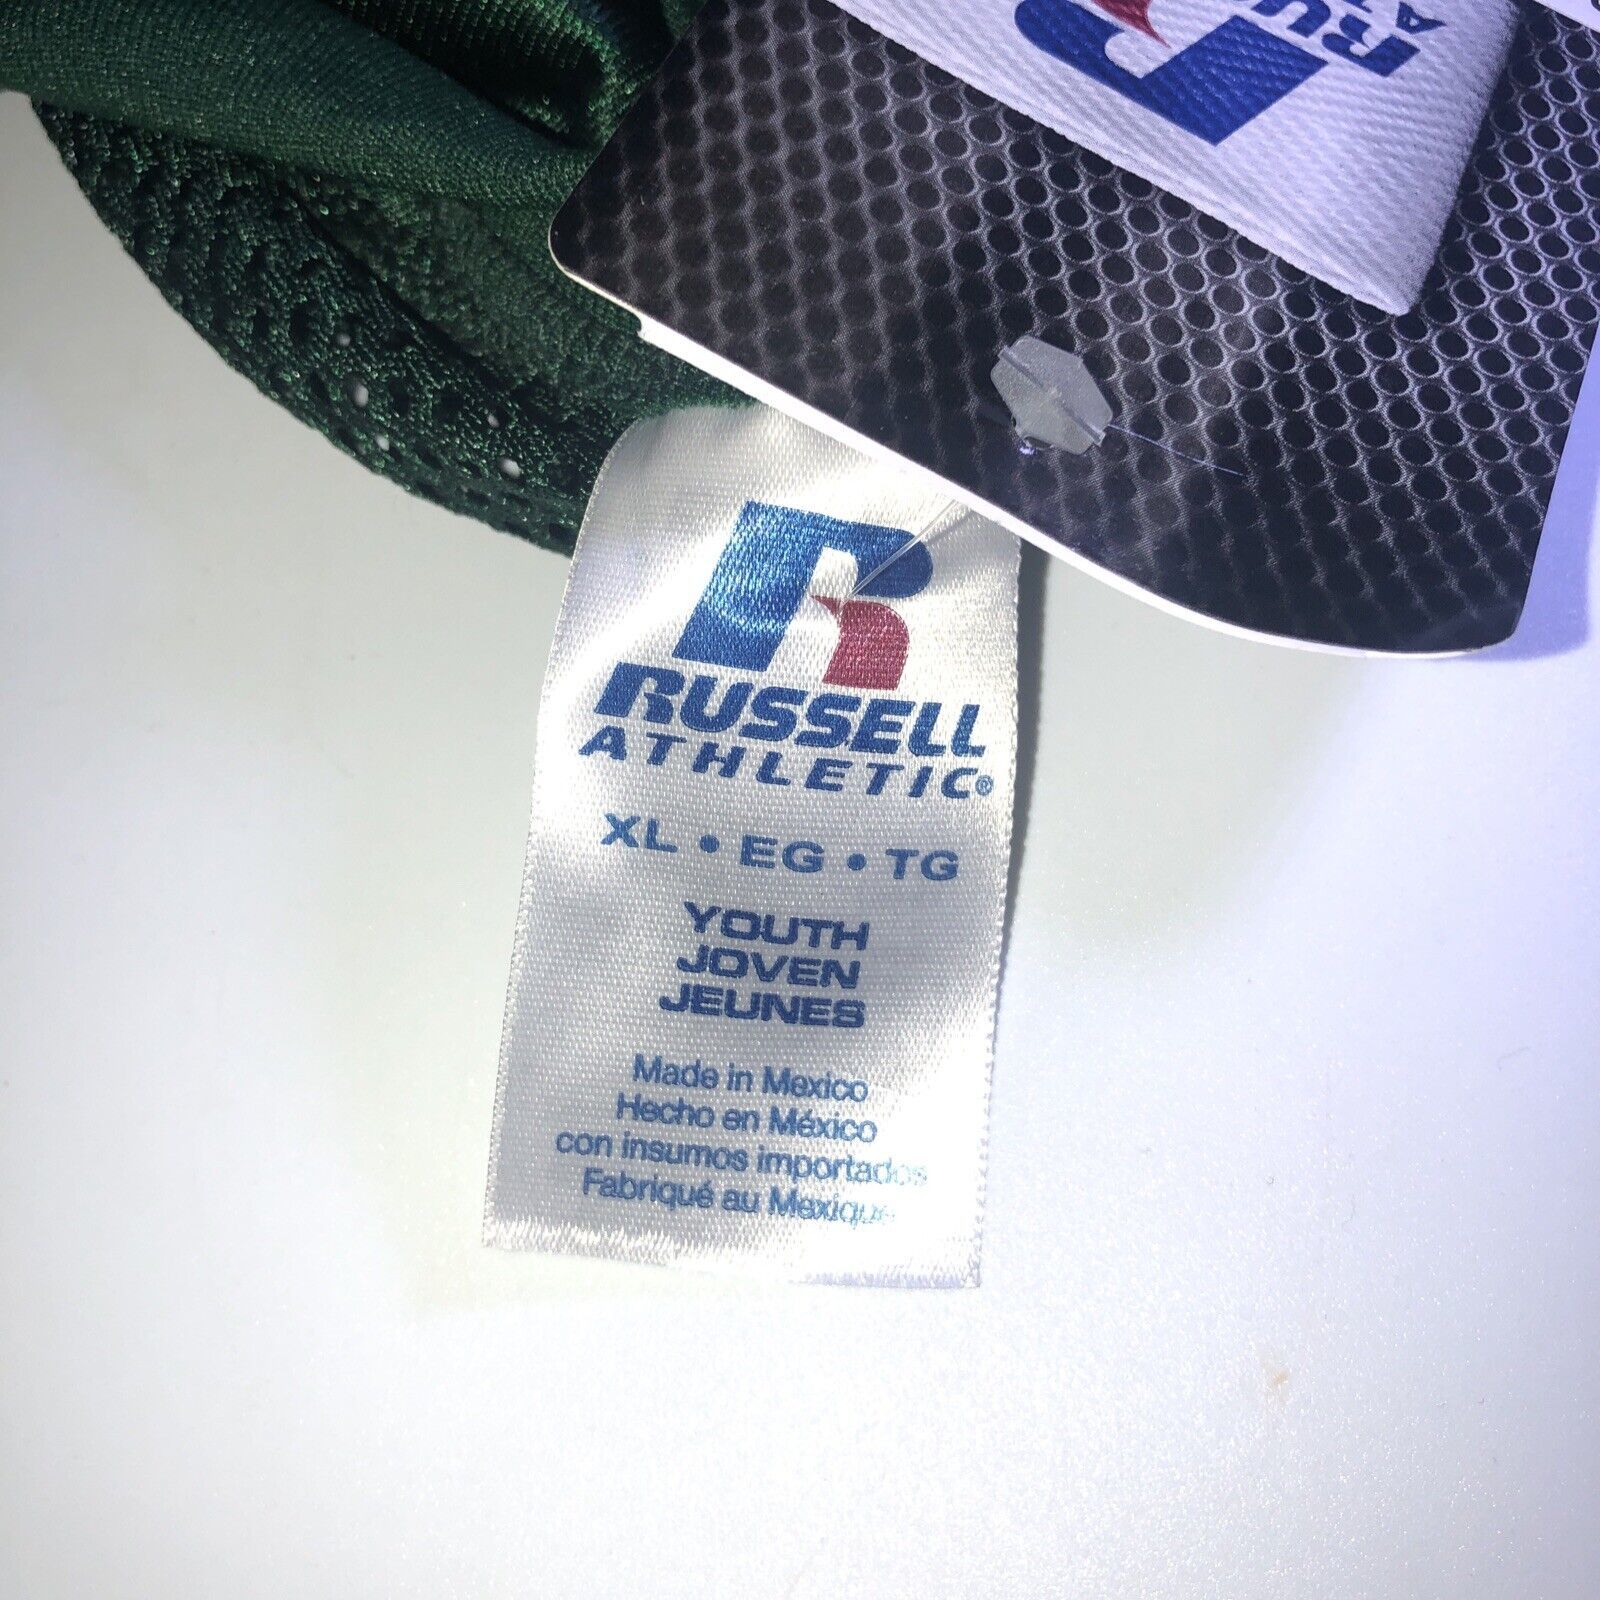 RUSSELL
ATHLETIC®
XL • EG • TG
YOUTH
JOVEN
JEUNES
Made in Mexico
Hecho en México
con insumos importados
Fabriqué au Mexique